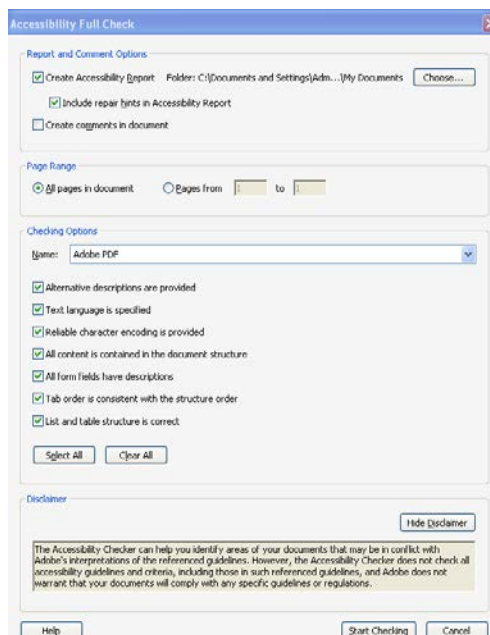 Accessibility Full Check
Report and Comment Options
Create Accessibility Report Folder: C:\Documents and Settings\Adm...\My Documents Choose...
Include repair hints in Accessibility Report
Create comments in document
Page Range
All pages in document Pages from 1 to 1
Checking Options
Name: Adobe PDF
Alternative descriptions are provided
Text language is specified
Reliable character encoding is provided
All content is contained in the document structure
All form fields have descriptions
Tab order is consistent with the structure order
List and table structure is correct
Select All Clear All
Disclaimer
Hide Disclaimer
The Accessibility Checker can help you identify areas of your documents that may be in conflict with
Adobe's interpretations of the referenced guidelines. However, the Accessibility Checker does not check all
accessibility guidelines and criteria, including those in such referenced guidelines, and Adobe does not
warrant that your documents will comply with any specific guidelines or regulations.
Help Start Checking Cancel